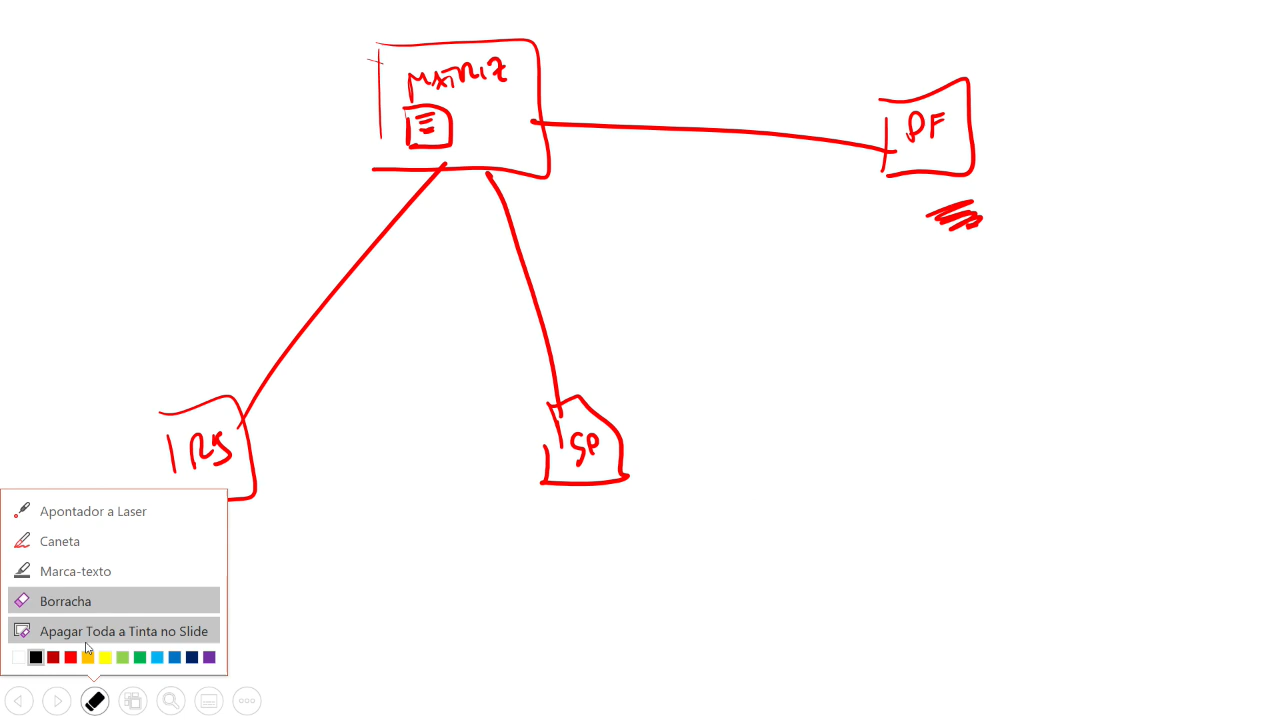 MATRIZ
DF
RS
SP
Apontador a Laser
Caneta
Marca-texto
Borracha
Apagar Toda a Tinta no Slide